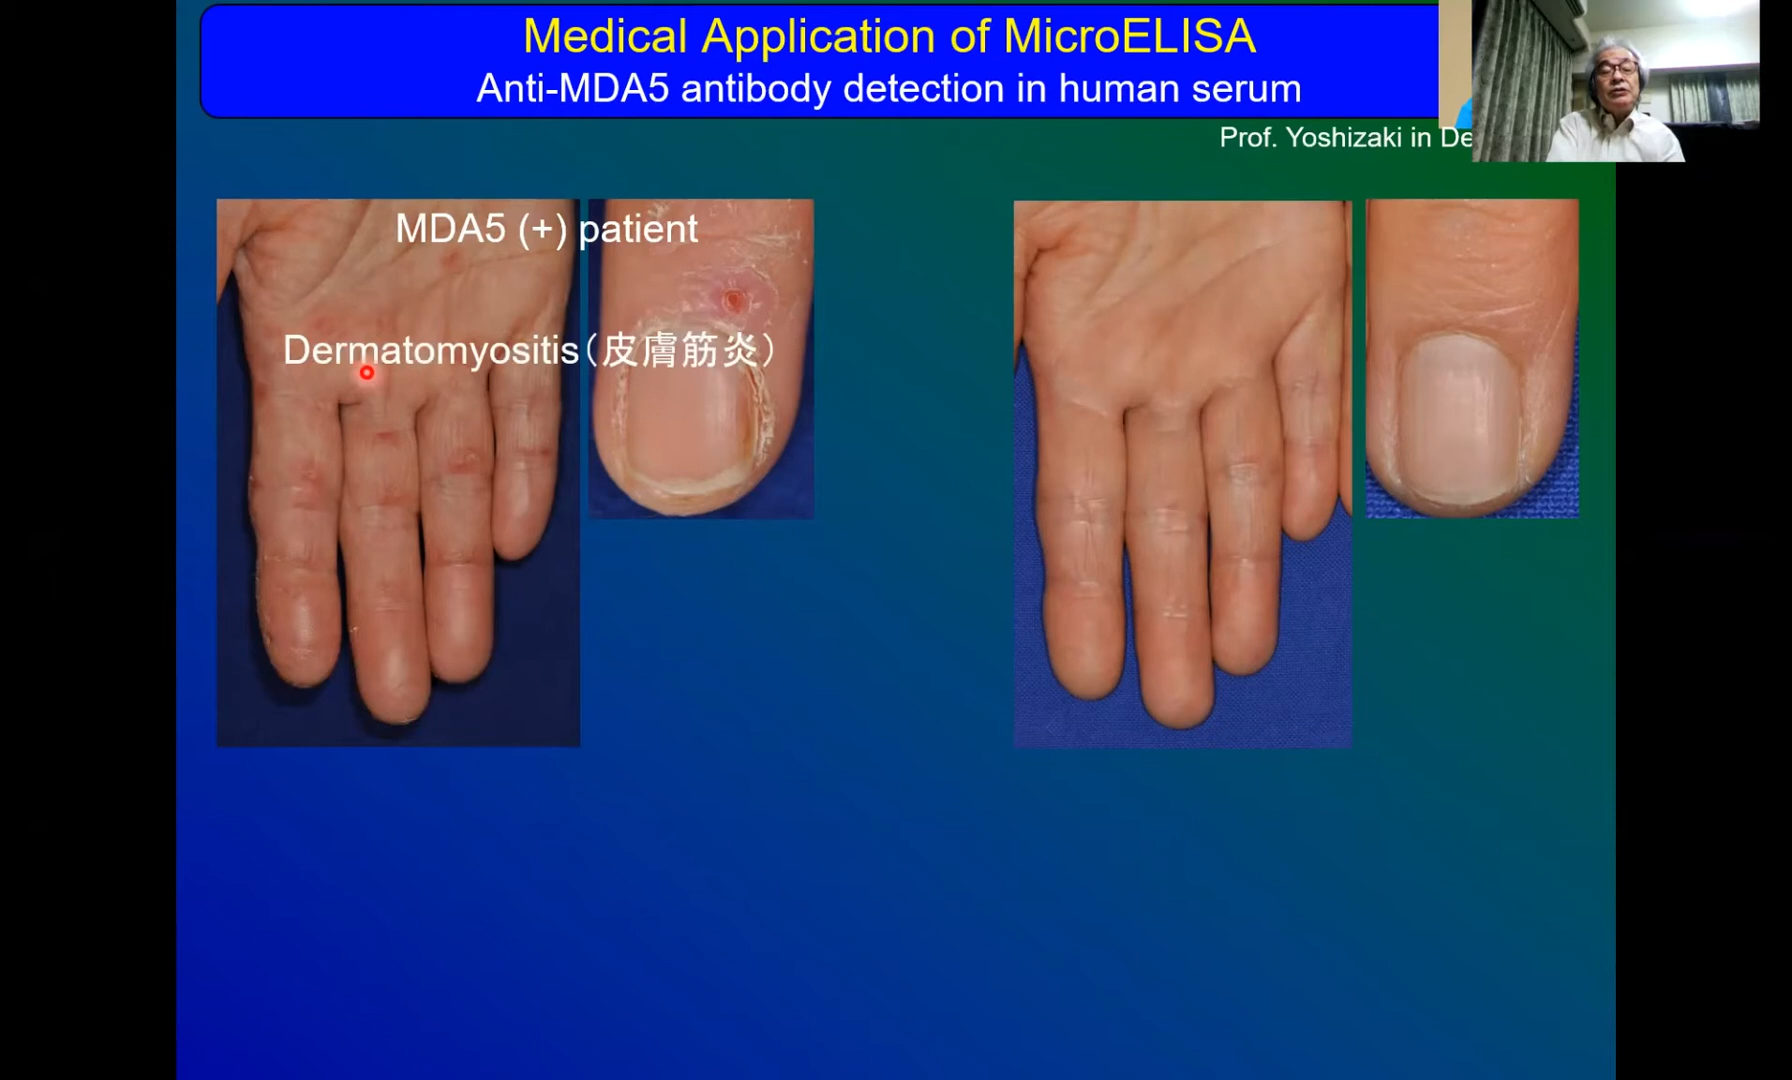 Medical Application of MicroELISA
Anti-MDA5 antibody detection in human serum
Prof. Yoshizaki in
MDA5 (+) patient
Dermatomyositis（皮膚筋炎）